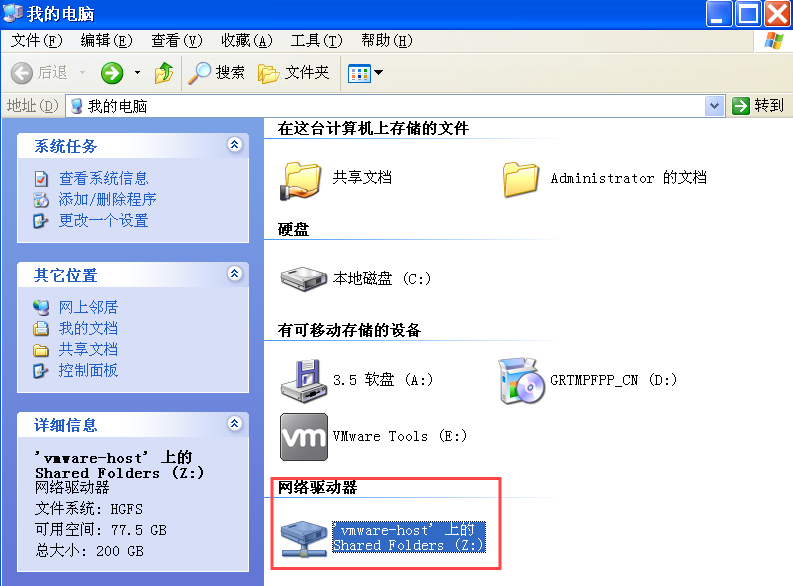 我的电脑
文件(F) 编辑(E) 查看(V) 收藏(A) 工具(T) 帮助(H)
后退 搜索 文件夹
地址(D) 我的电脑 转到
系统任务
查看系统信息
添加/删除程序
更改一个设置
其它位置
网上邻居
我的文档
共享文档
控制面板
详细信息
'vmware-host' 上的
Shared Folders (Z:)
网络驱动器
文件系统: HGFS
可用空间: 77.5 GB
总大小: 200 GB
在这台计算机上存储的文件
共享文档 Administrator 的文档
硬盘
本地磁盘 (C:)
有可移动存储的设备
3.5 软盘 (A:) GRTMPFPP_CN (D:)
vm VMware Tools (E:)
网络驱动器
'vmware-host' 上的
Shared Folders (Z:)